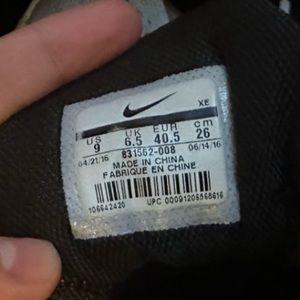 XE
US UK EUR cm
9 6.5 40.5 26
04/21/16 06/14/16
831562-008
MADE IN CHINA
FABRIQUE EN CHINE
106642420 UPC 00091206568616